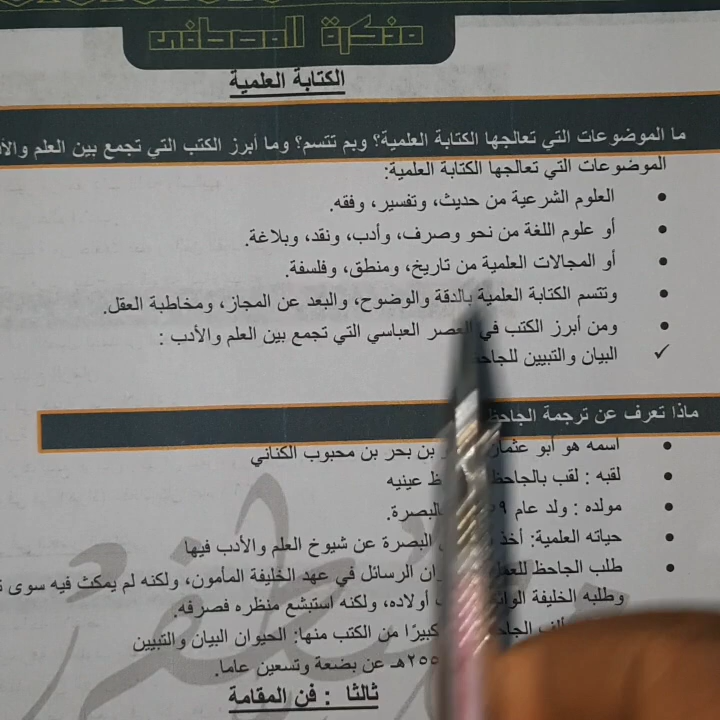 مذكرة المصطفى
الكتابة العلمية
ما الموضوعات التي تعالجها الكتابة العلمية؟ وبم تتسم؟ وما أبرز الكتب التي تجمع بين العلم
الموضوعات التي تعالجها الكتابة العلمية:
• العلوم الشرعية من حديث، وتفسير، وفقه.
• أو علوم اللغة من نحو وصرف، وأدب، ونقد، وبلاغة.
• أو المجالات العلمية من تاريخ، ومنطق، وفلسفة.
• وتتسم الكتابة العلمية بالدقة والوضوح، والبعد عن المجاز، ومخاطبة العقل.
• ومن أبرز الكتب في العصر العباسي التي تجمع بين العلم والأدب :
✓ البيان والتبيين للجاحظ
ماذا تعرف عن ترجمة الجاحظ
• اسمه هو أبو عثمان بن بحر بن محبوب الكناني
• لقبه : لقب بالجاحظ عينيه
• مولده : ولد عام البصرة.
• حياته العلمية: أخذ البصرة عن شيوخ العلم والأدب فيها
• طلب الجاحظ الرسائل في عهد الخليفة المأمون، ولكنه لم يمكث فيه سوى
وطلبه الخليفة أولاده، ولكنه استبشع منظره فصرفه.
كبيرًا من الكتب منها: الحيوان البيان والتبيين
٢٥٥هـ عن بضعة وتسعين عاما.
ثالثا : فن المقامة